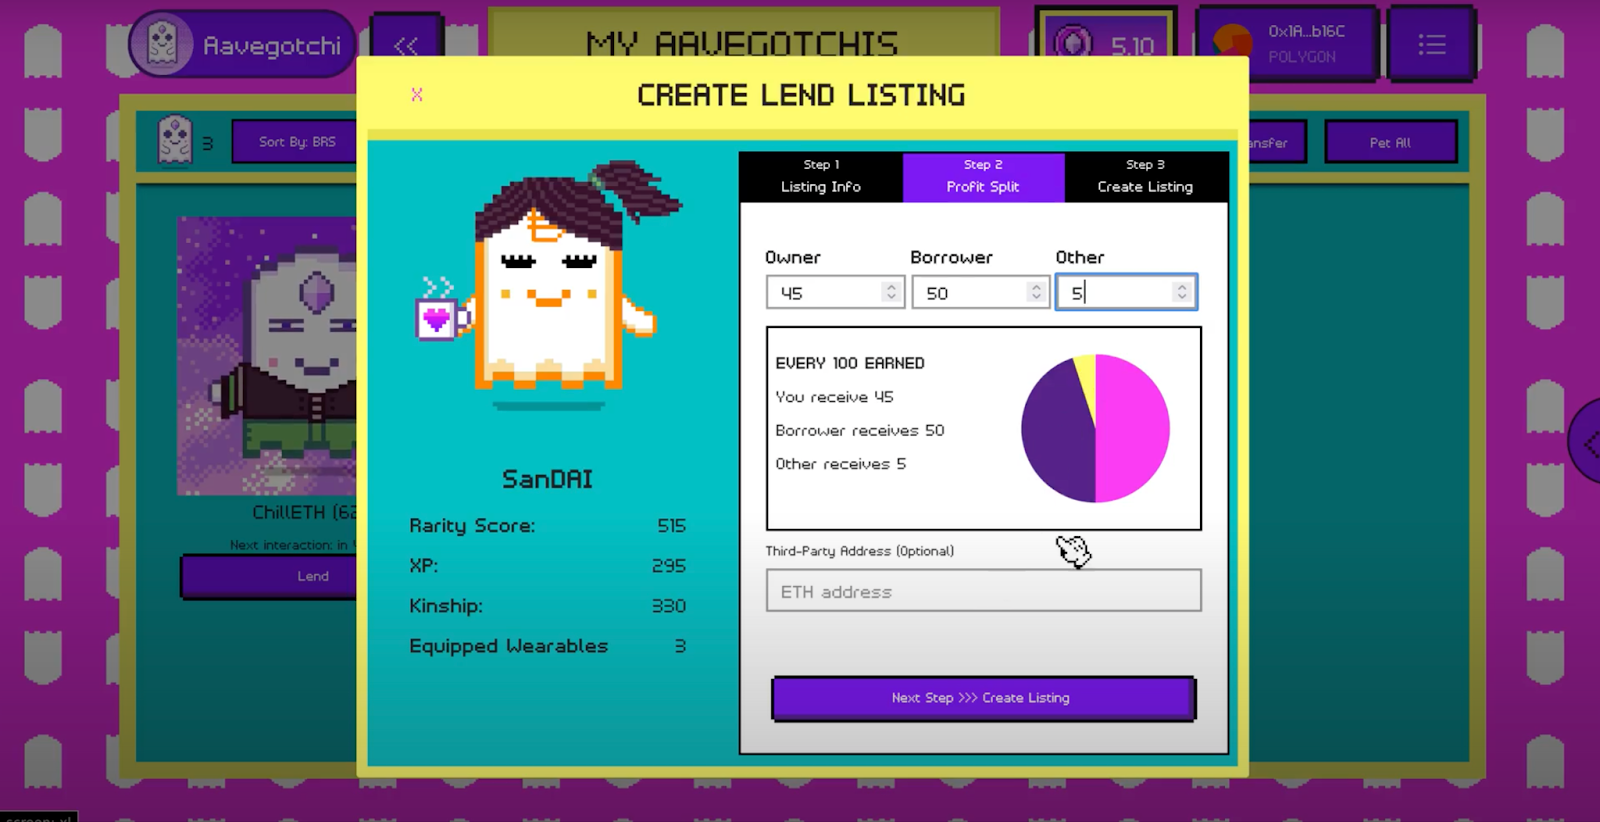 Aavegotchi
<<
MY AAVEGOTCHIS
5.10
0x1A...b16C
POLYGON
3
Sort By: BRS
ansfer
Pet All
X
CREATE LEND LISTING
Step 1
Listing Info
Step 2
Profit Split
Step 3
Create Listing
Owner
Borrower
Other
45
50
5
EVERY 100 EARNED
You receive 45
Borrower receives 50
Other receives 5
Third-Party Address (Optional)
ETH address
Next Step >>> Create Listing
SanDAI
Rarity Score: 515
XP: 295
Kinship: 330
Equipped Wearables 3
ChillETH (62
Next interaction: in
Lend